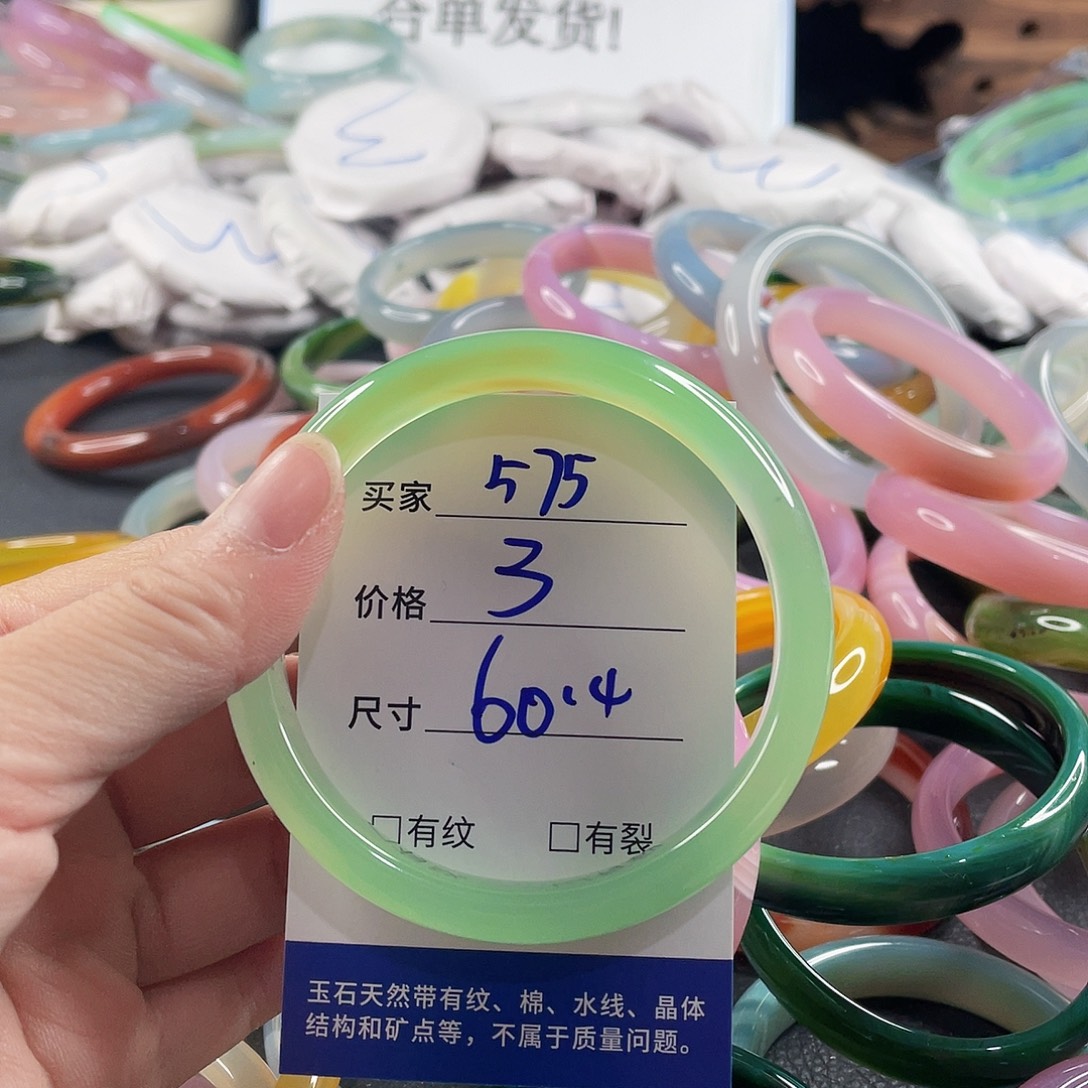 合单发货!
买家 575
价格 3
尺寸 60.4
□有纹 □有裂
玉石天然带有纹、棉、水线、晶体
结构和矿点等，不属于质量问题。